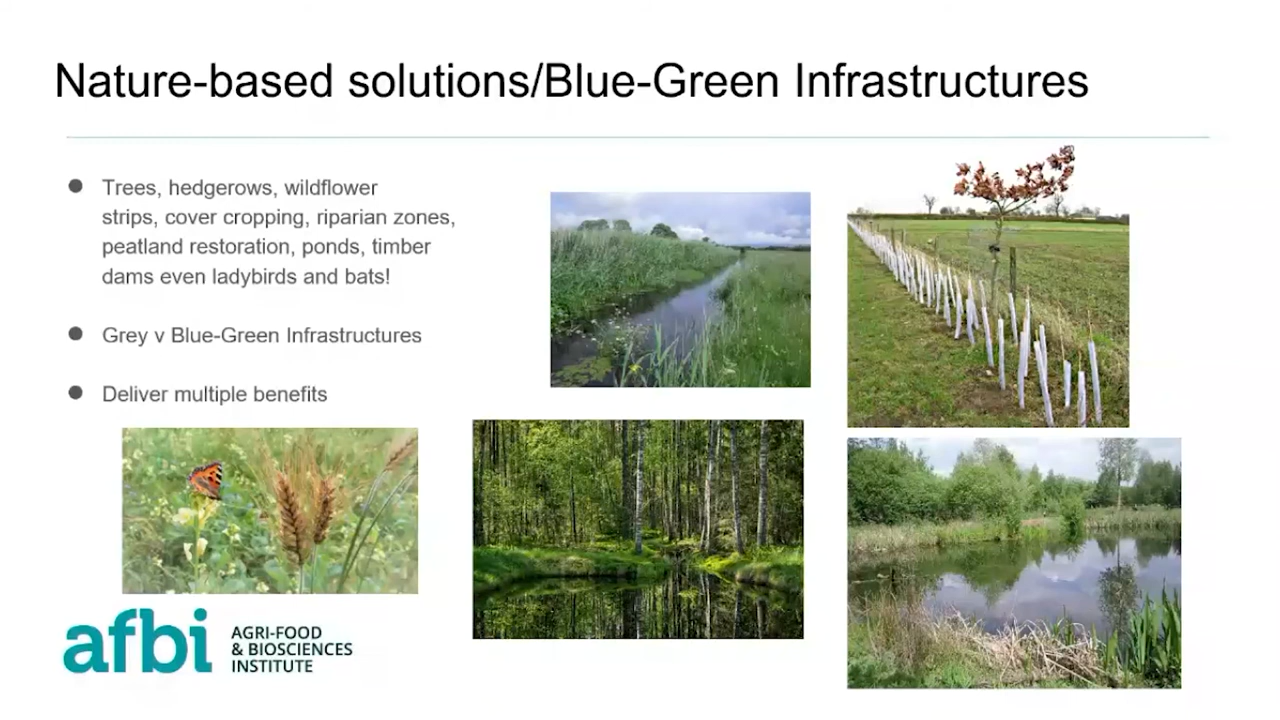 Nature-based solutions/Blue-Green Infrastructures
● Trees, hedgerows, wildflower
strips, cover cropping, riparian zones,
peatland restoration, ponds, timber
dams even ladybirds and bats!
● Grey v Blue-Green Infrastructures
● Deliver multiple benefits
afbi
AGRI-FOOD
& BIOSCIENCES
INSTITUTE